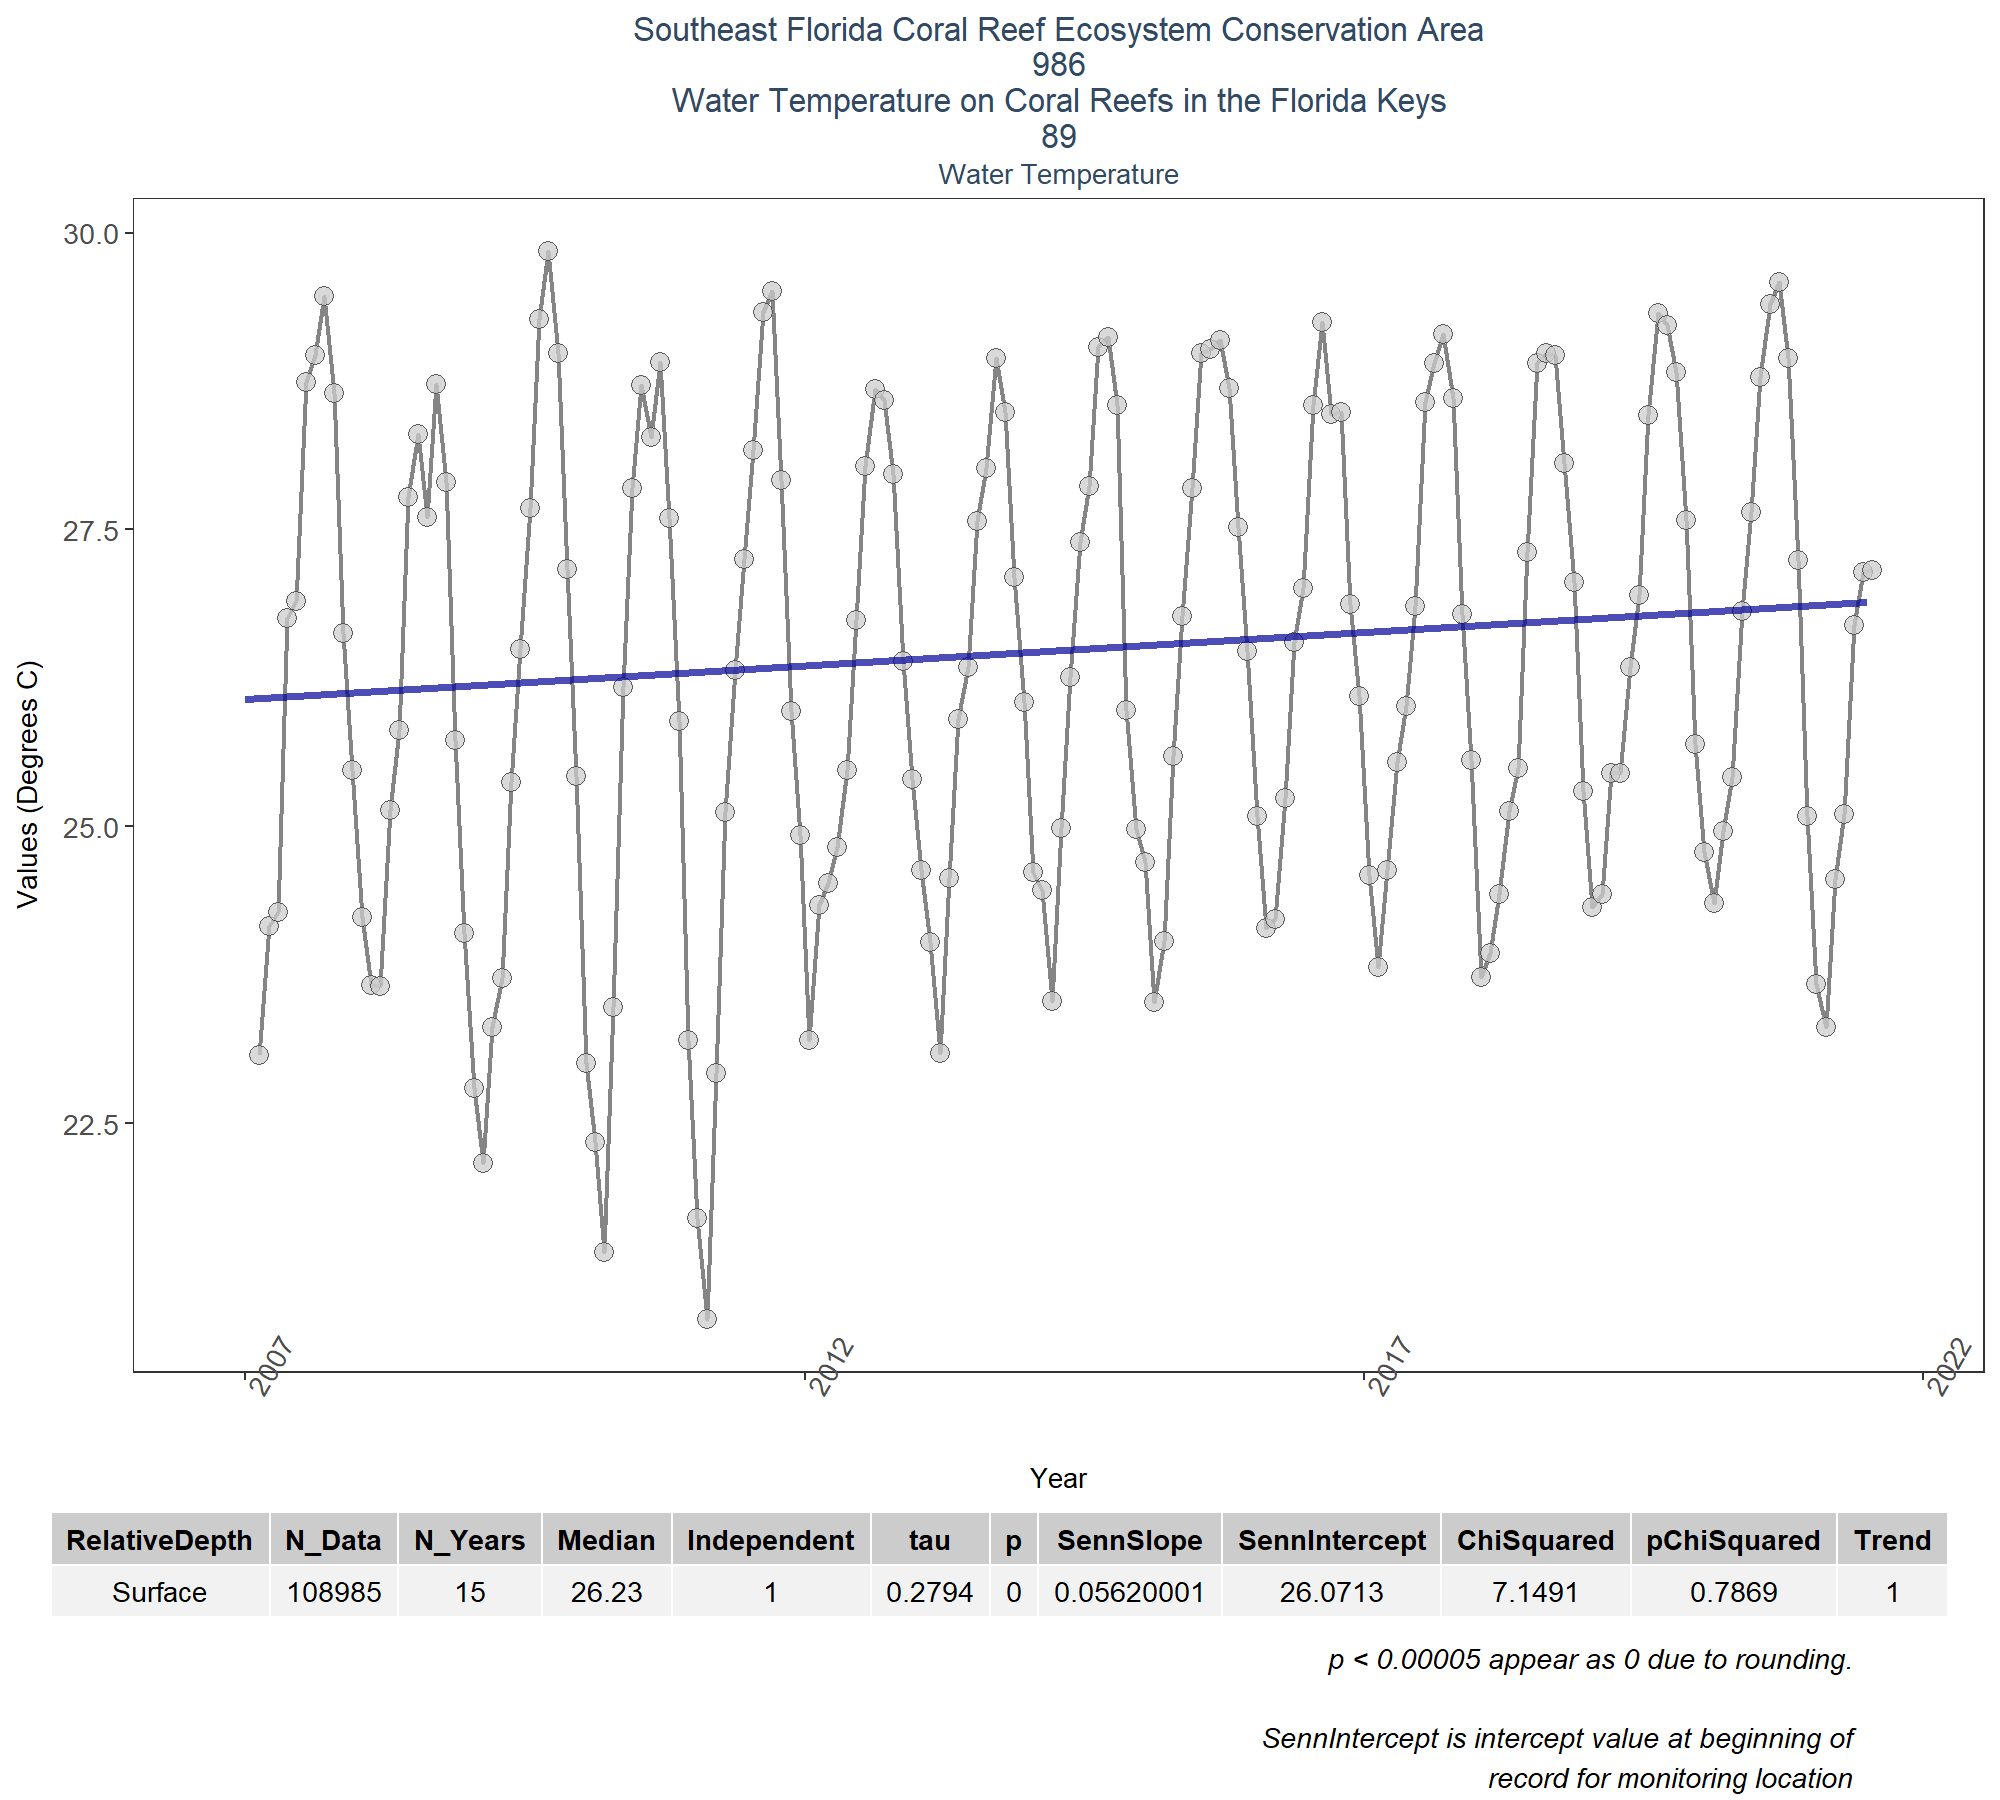 Southeast Florida Coral Reef Ecosystem Conservation Area
986
Water Temperature on Coral Reefs in the Florida Keys
89
Water Temperature
30.0
27.5
25.0
22.5
Values (Degrees C)
2007
2012
2017
2022
Year
RelativeDepth N_Data N_Years Median Independent tau p SennSlope SennIntercept ChiSquared pChiSquared Trend
Surface 108985 15 26.23 1 0.2794 0 0.05620001 26.0713 7.1491 0.7869 1
p < 0.00005 appear as 0 due to rounding.
SennIntercept is intercept value at beginning of
record for monitoring location